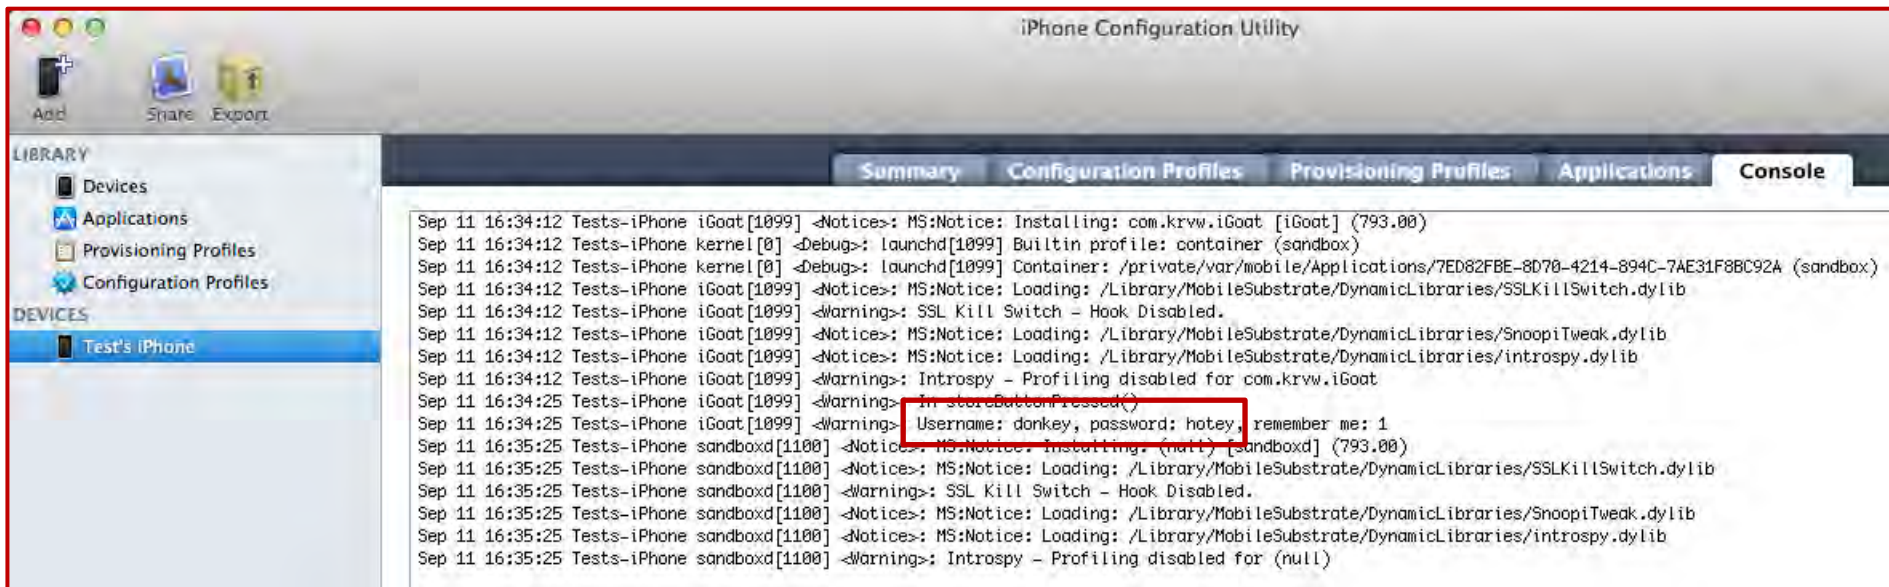 iPhone Configuration Utility
Add Share Export
LIBRARY
Devices
Applications
Provisioning Profiles
Configuration Profiles
DEVICES
Test's iPhone
Summary Configuration Profiles Provisioning Profiles Applications Console
Sep 11 16:34:12 Tests-iPhone iGoat[1099] <Notice>: MS:Notice: Installing: com.krvw.iGoat [iGoat] (793.00)
Sep 11 16:34:12 Tests-iPhone kernel[0] <Debug>: launchd[1099] Builtin profile: container (sandbox)
Sep 11 16:34:12 Tests-iPhone kernel[0] <Debug>: launchd[1099] Container: /private/var/mobile/Applications/7ED82FBE-8D70-4214-894C-7AE31F8BC92A (sandbox)
Sep 11 16:34:12 Tests-iPhone iGoat[1099] <Notice>: MS:Notice: Loading: /Library/MobileSubstrate/DynamicLibraries/SSLKillSwitch.dylib
Sep 11 16:34:12 Tests-iPhone iGoat[1099] <Warning>: SSL Kill Switch - Hook Disabled.
Sep 11 16:34:12 Tests-iPhone iGoat[1099] <Notice>: MS:Notice: Loading: /Library/MobileSubstrate/DynamicLibraries/SnoopiTweak.dylib
Sep 11 16:34:12 Tests-iPhone iGoat[1099] <Notice>: MS:Notice: Loading: /Library/MobileSubstrate/DynamicLibraries/introspy.dylib
Sep 11 16:34:12 Tests-iPhone iGoat[1099] <Warning>: Introspy - Profiling disabled for com.krvw.iGoat
Sep 11 16:34:25 Tests-iPhone iGoat[1099] <Warning>: In storeButtonPressed()
Sep 11 16:34:25 Tests-iPhone iGoat[1099] <Warning>: Username: donkey, password: hotey, remember me: 1
Sep 11 16:35:25 Tests-iPhone sandboxd[1100] <Notice>: MS:Notice: Installing: (null) [sandboxd] (793.00)
Sep 11 16:35:25 Tests-iPhone sandboxd[1100] <Notice>: MS:Notice: Loading: /Library/MobileSubstrate/DynamicLibraries/SSLKillSwitch.dylib
Sep 11 16:35:25 Tests-iPhone sandboxd[1100] <Warning>: SSL Kill Switch - Hook Disabled.
Sep 11 16:35:25 Tests-iPhone sandboxd[1100] <Notice>: MS:Notice: Loading: /Library/MobileSubstrate/DynamicLibraries/SnoopiTweak.dylib
Sep 11 16:35:25 Tests-iPhone sandboxd[1100] <Notice>: MS:Notice: Loading: /Library/MobileSubstrate/DynamicLibraries/introspy.dylib
Sep 11 16:35:25 Tests-iPhone sandboxd[1100] <Warning>: Introspy - Profiling disabled for (null)